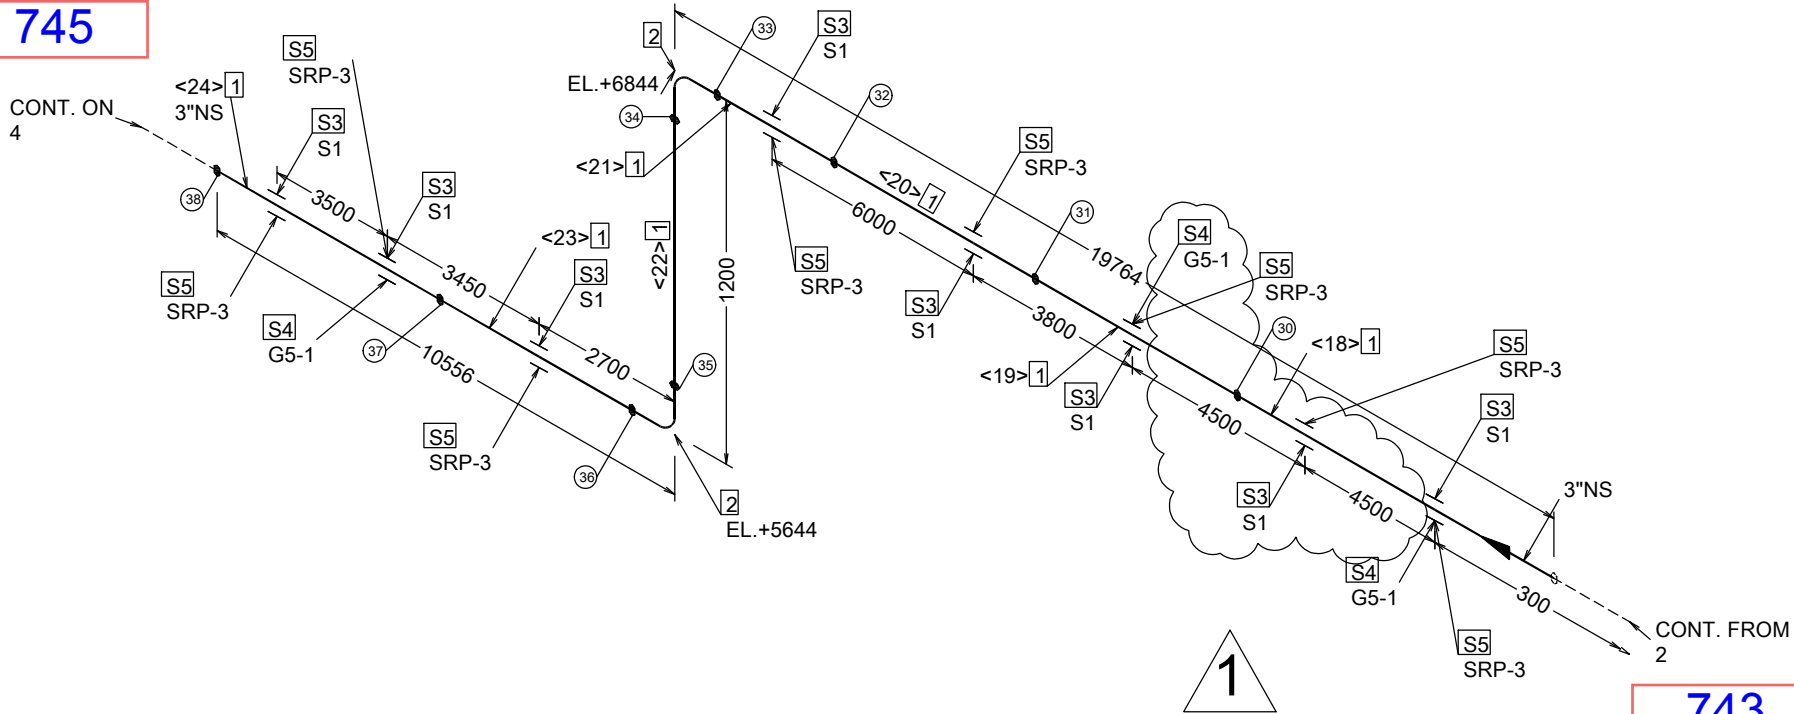 745
CONT. ON
4
<24> 1
3"NS
S5
SRP-3
S3
S1
S3
S1
3500
38
S5
SRP-3
S4
G5-1
3450
<23> 1
S3
S1
37
10556
2700
S5
SRP-3
36
2
EL.+6844
33
34
<21> 1
<22> 1
1200
35
2
EL.+5644
S3
S1
32
<20> 1
6000
S5
SRP-3
S5
SRP-3
31
19764
S4
G5-1
S5
SRP-3
S3
S1
3800
<19> 1
S3
S1
30
<18> 1
4500
S5
SRP-3
S3
S1
S3
S1
4500
3"NS
S4
G5-1
300
S5
SRP-3
CONT. FROM
2
1
743